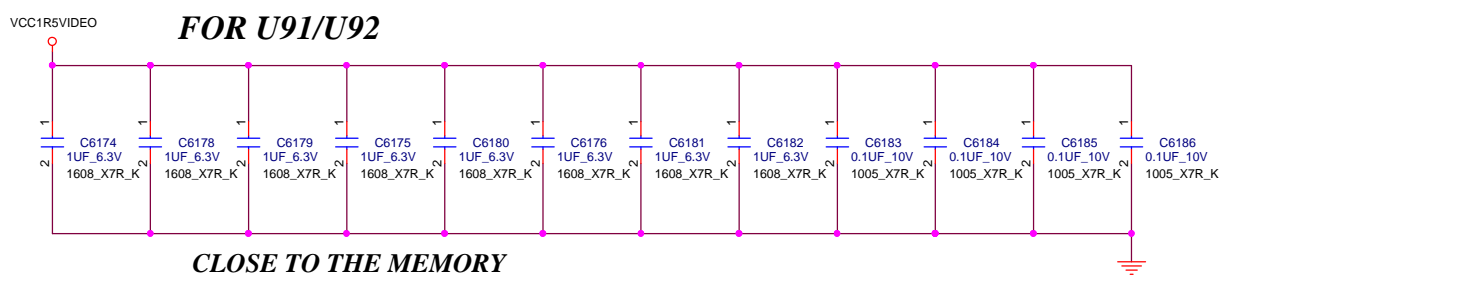 VCC1R5VIDEO
FOR U91/U92
1 1 1 1 1 1 1 1 1 1 1 1
C6174 C6178 C6179 C6175 C6180 C6176 C6181 C6182 C6183 C6184 C6185 C6186
1UF_6.3V 1UF_6.3V 1UF_6.3V 1UF_6.3V 1UF_6.3V 1UF_6.3V 1UF_6.3V 1UF_6.3V 0.1UF_10V 0.1UF_10V 0.1UF_10V 0.1UF_10V
2 2 2 2 2 2 2 2 2 2 2 2
1608_X7R_K 1608_X7R_K 1608_X7R_K 1608_X7R_K 1608_X7R_K 1608_X7R_K 1608_X7R_K 1608_X7R_K 1005_X7R_K 1005_X7R_K 1005_X7R_K 1005_X7R_K
CLOSE TO THE MEMORY